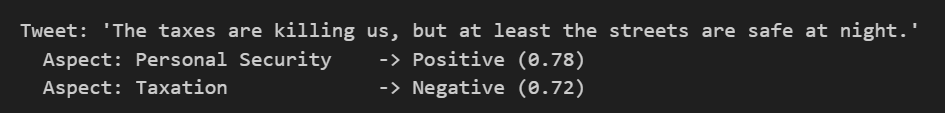 Tweet: 'The taxes are killing us, but at least the streets are safe at night.'
  Aspect: Personal Security    -> Positive (0.78)
  Aspect: Taxation             -> Negative (0.72)